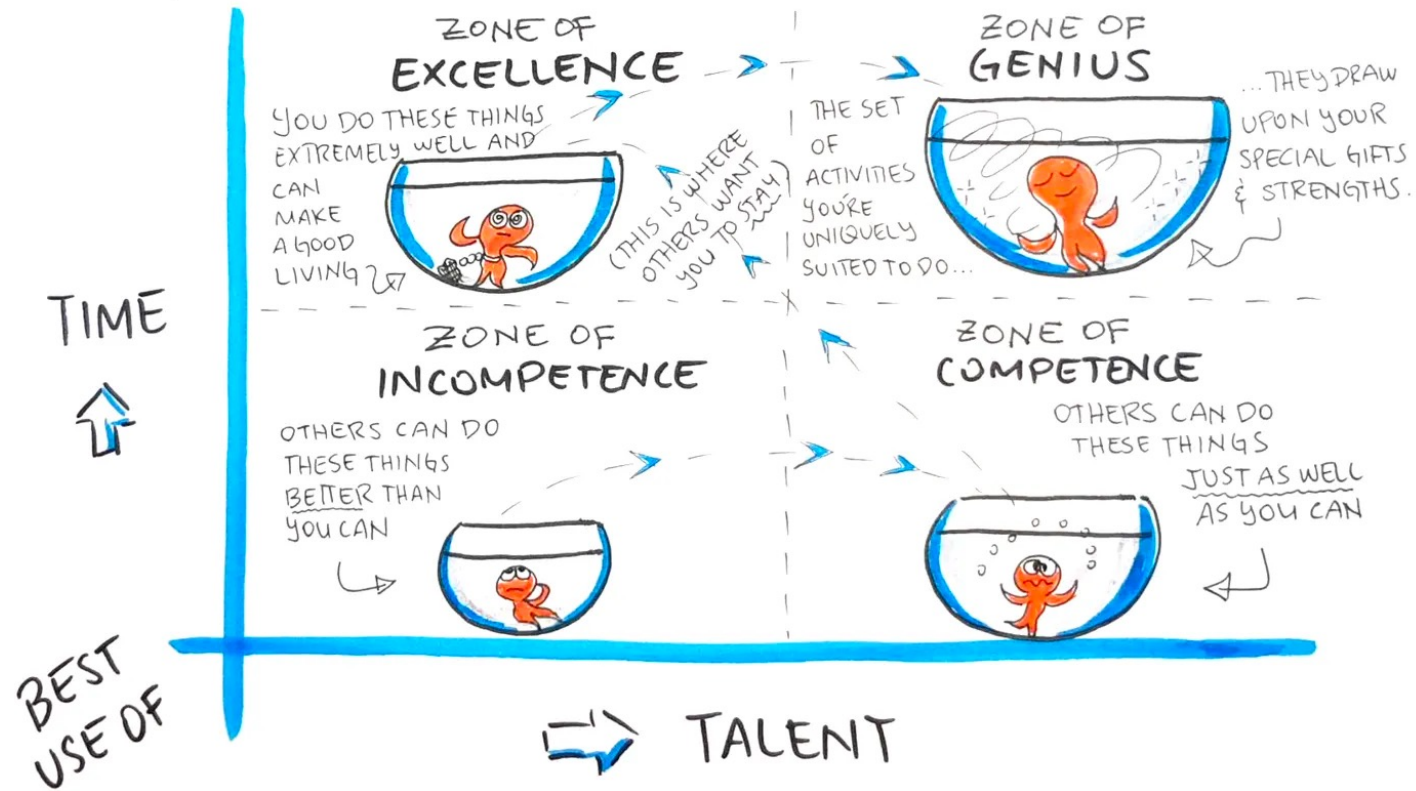 ZONE OF
EXCELLENCE
YOU DO THESE THINGS
EXTREMELY WELL AND
CAN
MAKE
A GOOD
LIVING
(THIS IS WHERE
OTHERS WANT
YOU TO STAY)
ZONE OF
GENIUS
THE SET
OF
ACTIVITIES
YOU'RE
UNIQUELY
SUITED TO DO...
...THEY DRAW
UPON YOUR
SPECIAL GIFTS
& STRENGTHS.
TIME
ZONE OF
INCOMPETENCE
OTHERS CAN DO
THESE THINGS
BETTER THAN
YOU CAN
ZONE OF
COMPETENCE
OTHERS CAN DO
THESE THINGS
JUST AS WELL
AS YOU CAN
BEST
USE OF
TALENT